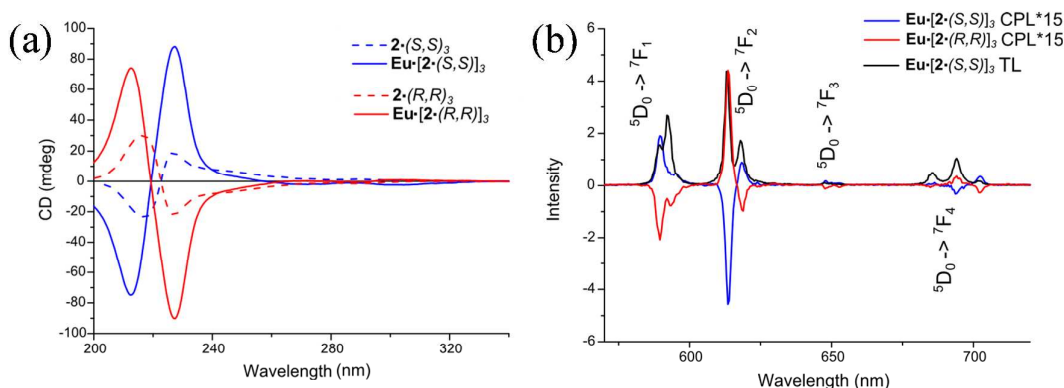 (a)
CD (mdeg)
100
80
60
40
20
0
-20
-40
-60
-80
-100
200
240
280
320
Wavelength (nm)
2·(S,S)₃
Eu·[2·(S,S)]₃
2·(R,R)₃
Eu·[2·(R,R)]₃
(b)
Intensity
6
4
2
0
-2
-4
-6
600
650
700
Wavelength (nm)
Eu·[2·(S,S)]₃ CPL*15
Eu·[2·(R,R)]₃ CPL*15
Eu·[2·(S,S)]₃ TL
⁵D₀ -> ⁷F₁
⁵D₀ -> ⁷F₂
⁵D₀ -> ⁷F₃
⁵D₀ -> ⁷F₄